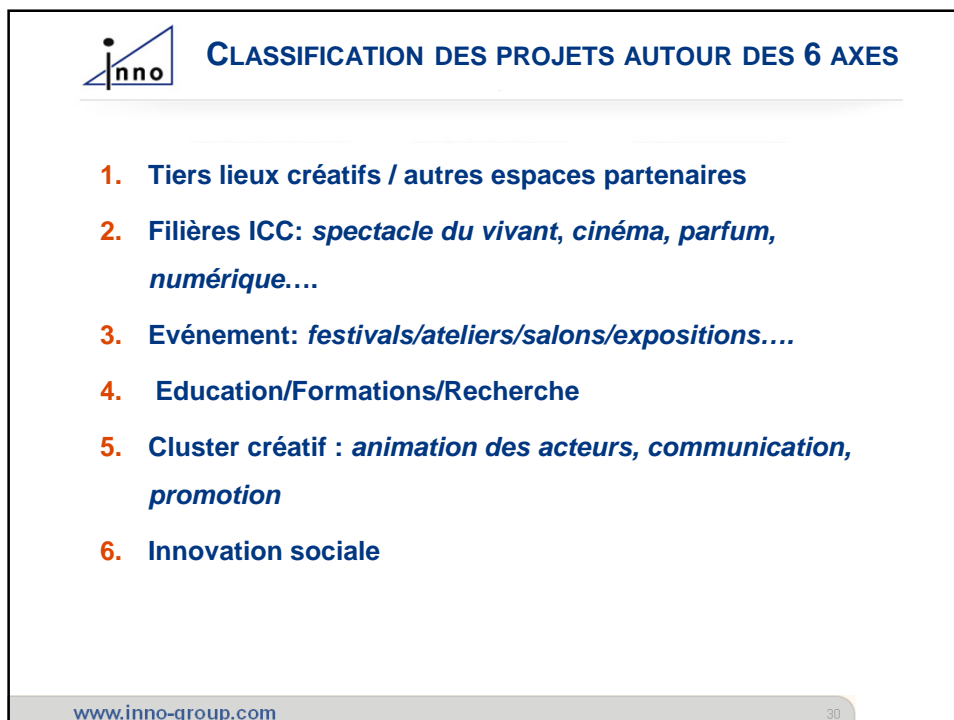 inno
CLASSIFICATION DES PROJETS AUTOUR DES 6 AXES
1. Tiers lieux créatifs / autres espaces partenaires
2. Filières ICC: spectacle du vivant, cinéma, parfum,
numérique….
3. Evénement: festivals/ateliers/salons/expositions….
4. Education/Formations/Recherche
5. Cluster créatif : animation des acteurs, communication,
promotion
6. Innovation sociale
www.inno-group.com
30